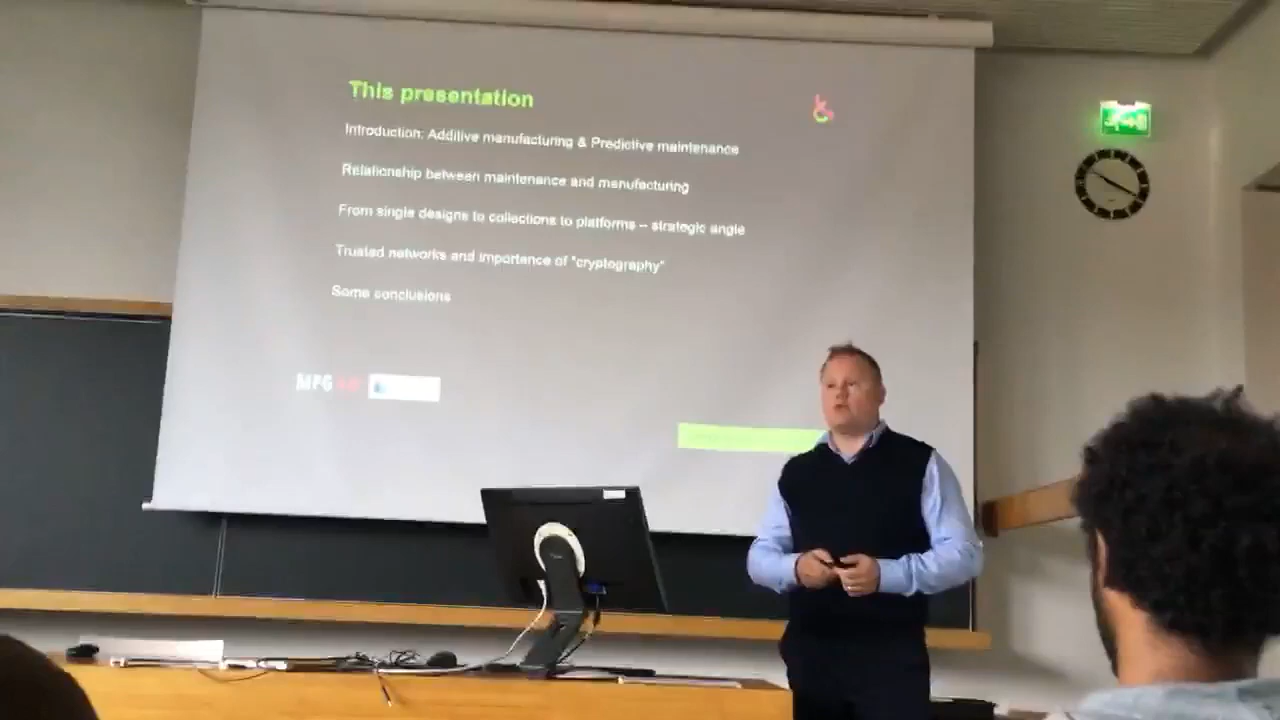 This presentation
Introduction: Additive manufacturing & Predictive maintenance
Relationship between maintenance and manufacturing
From single designs to collections to platforms – strategic angle
Trusted networks and importance of "cryptography"
Some conclusions